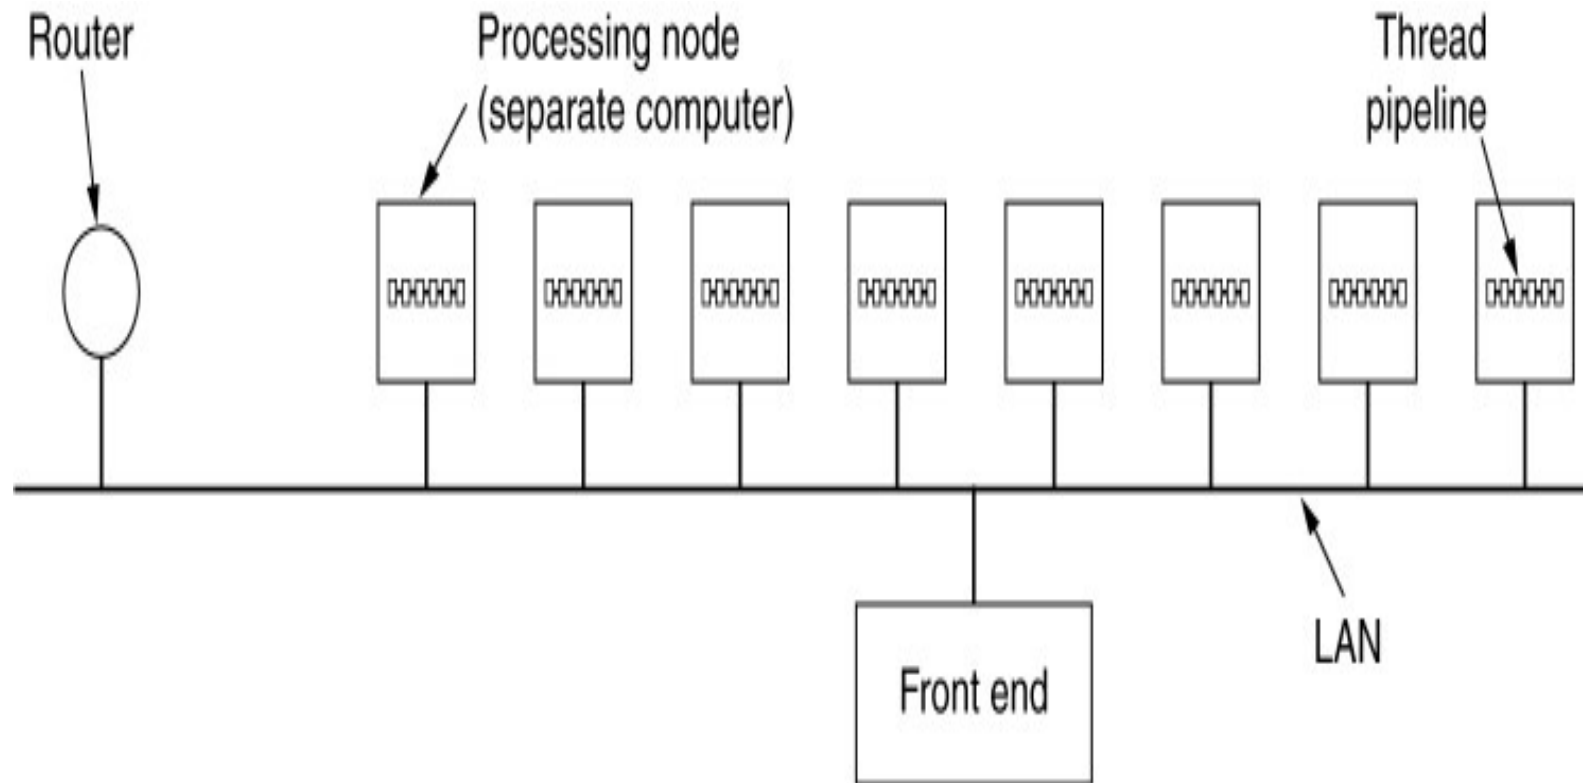 Router
Processing node
(separate computer)
Thread
pipeline
LAN
Front end